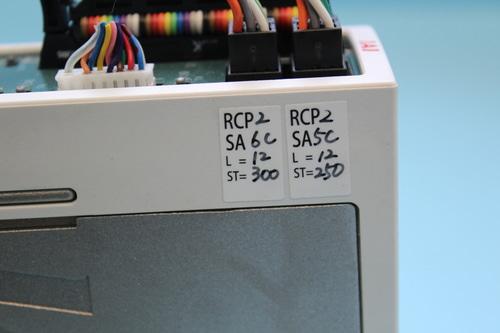 RCP2
SA6C
L=12
ST=300
RCP2
SA5C
L=12
ST=250